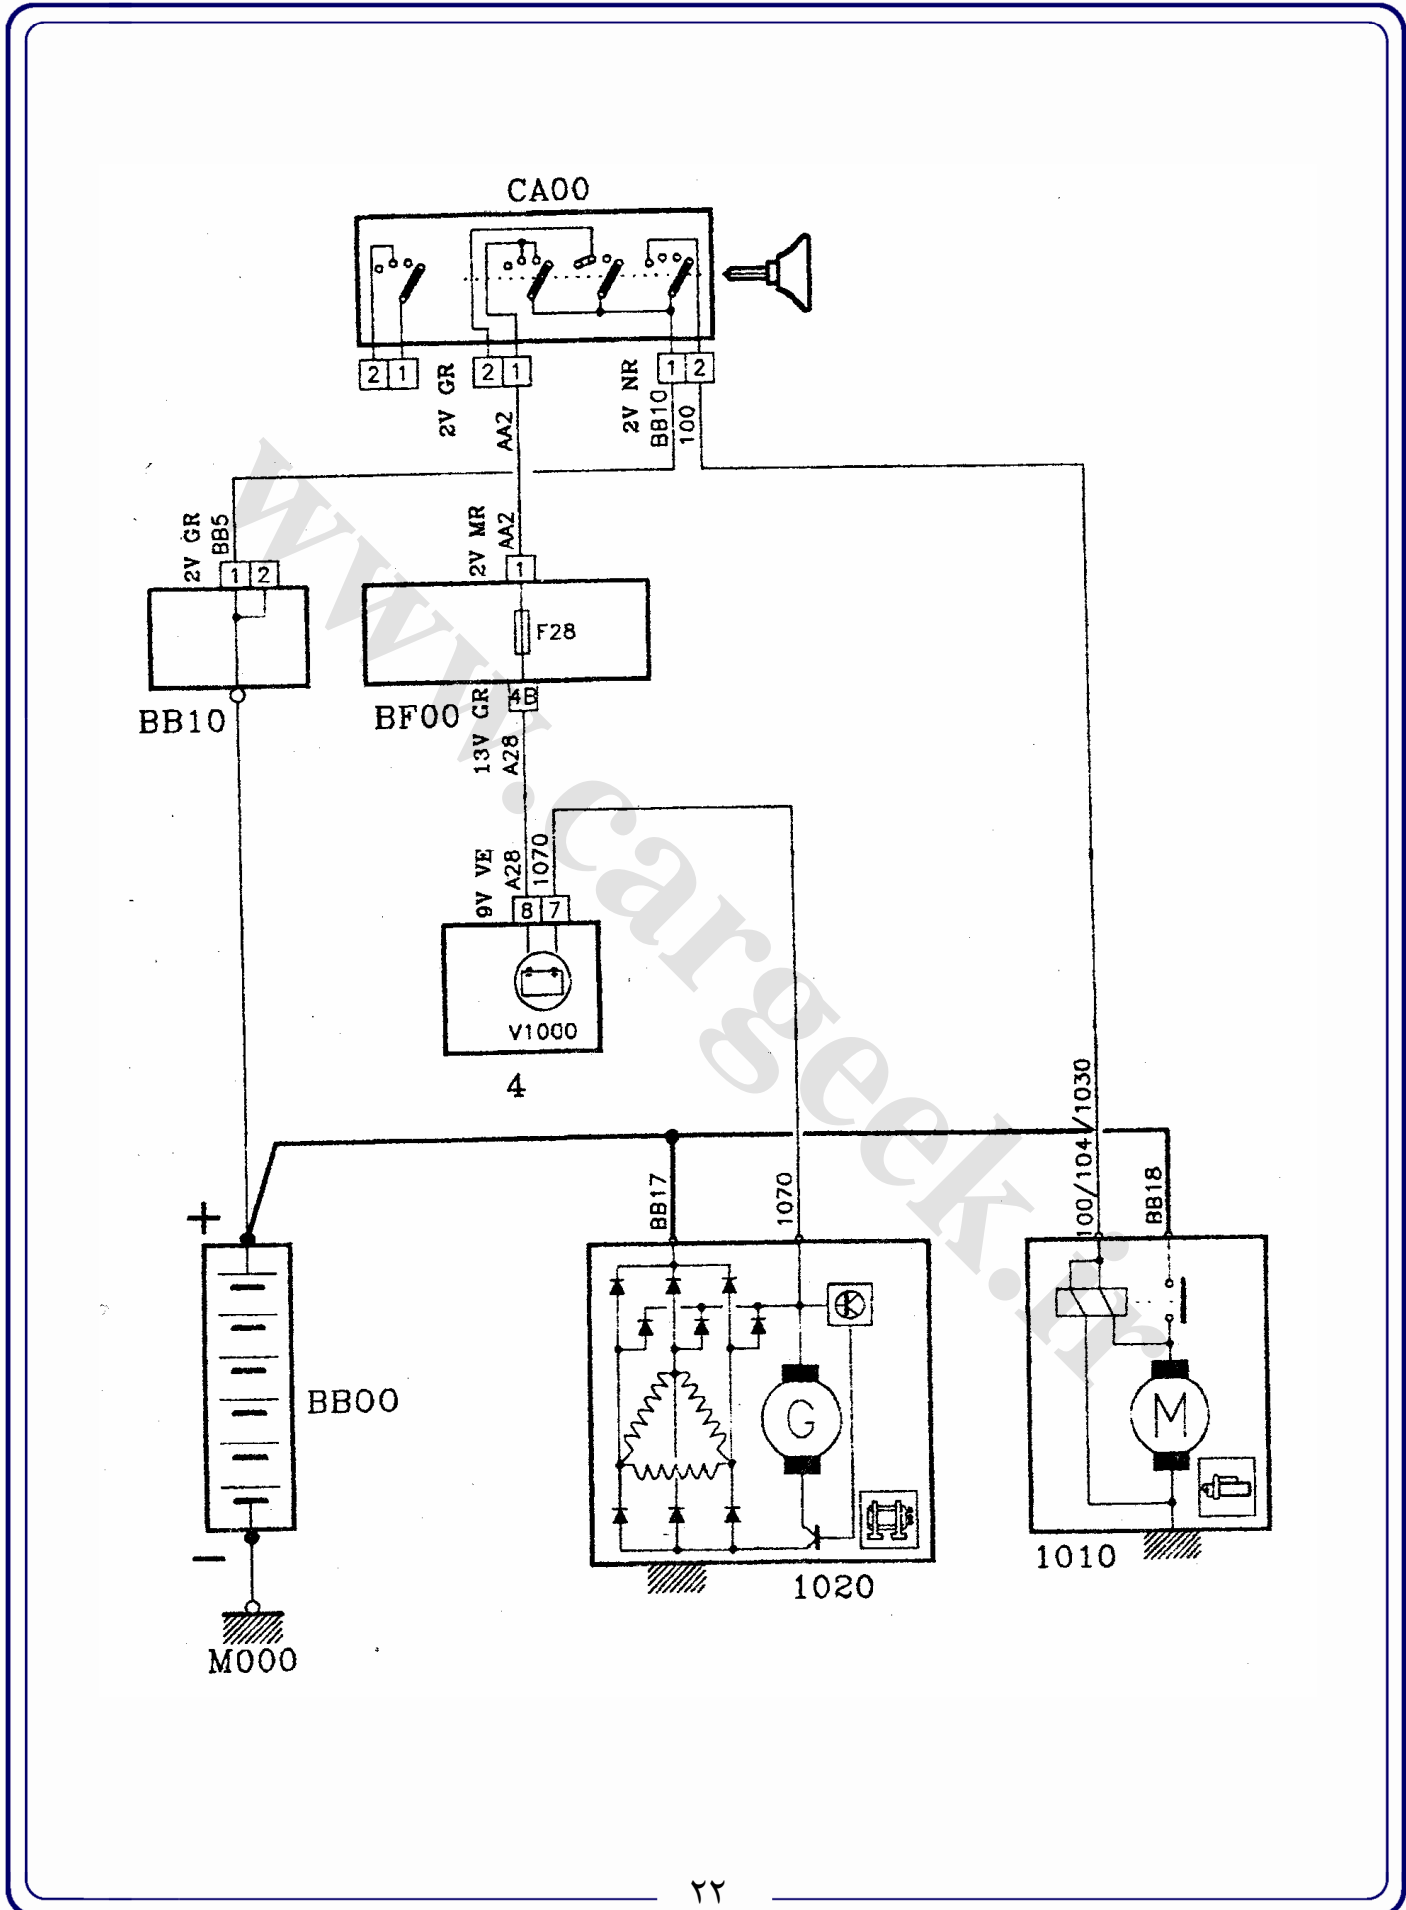 CA00
2 1
2V GR
2 1
2V NR
1 2
AA2
BB10
100
2V GR
BB5
1 2
2V MR
AA2
1
F28
BB10
BF00
13V GR
4B
A28
9V VE
A28
1070
8 7
V1000
4
100/104/1030
BB17
1070
BB18
+
BB00
G
M
−
1020
1010
M000
www.cargeek.ir
۲۲